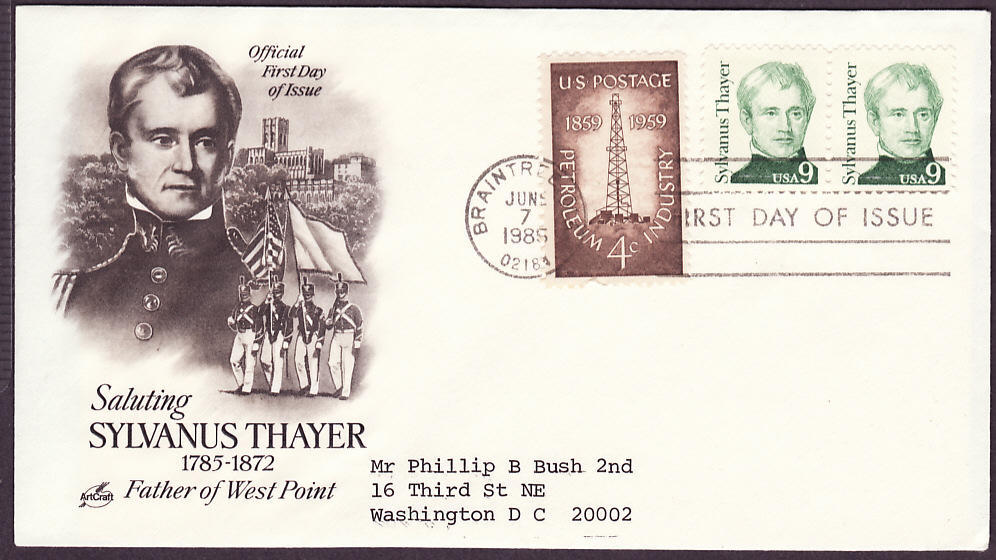 Official
First Day
of Issue
Saluting
SYLVANUS THAYER
1785-1872
ArtCraft
Father of West Point
U.S. POSTAGE
1859 1959
PETROLEUM INDUSTRY
4c
Sylvanus Thayer
USA 9
Sylvanus Thayer
USA 9
BRAINTREE
JUN
7
1985
0218
IRST DAY OF ISSUE
Mr Phillip B Bush 2nd
16 Third St NE
Washington D C 20002